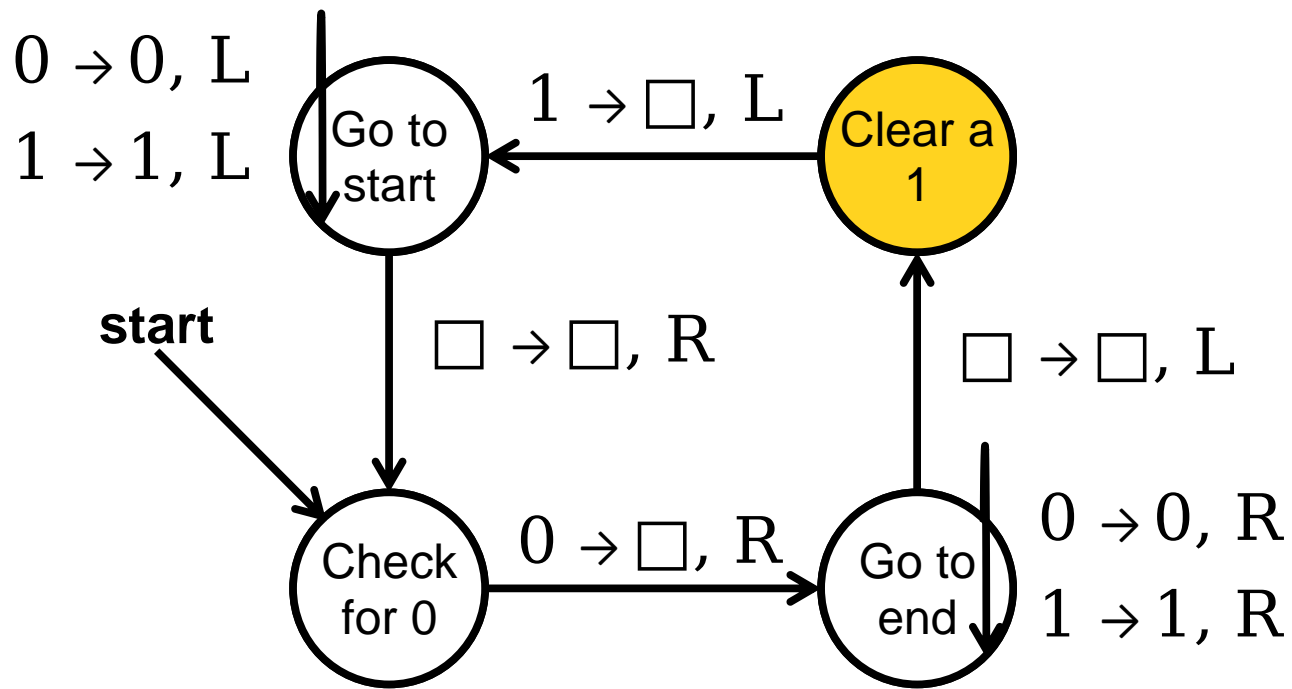 0 → 0, L
1 → 1, L
Go to
start
1 → □, L
Clear a
1
start
□ → □, R
□ → □, L
Check
for 0
0 → □, R
Go to
end
0 → 0, R
1 → 1, R